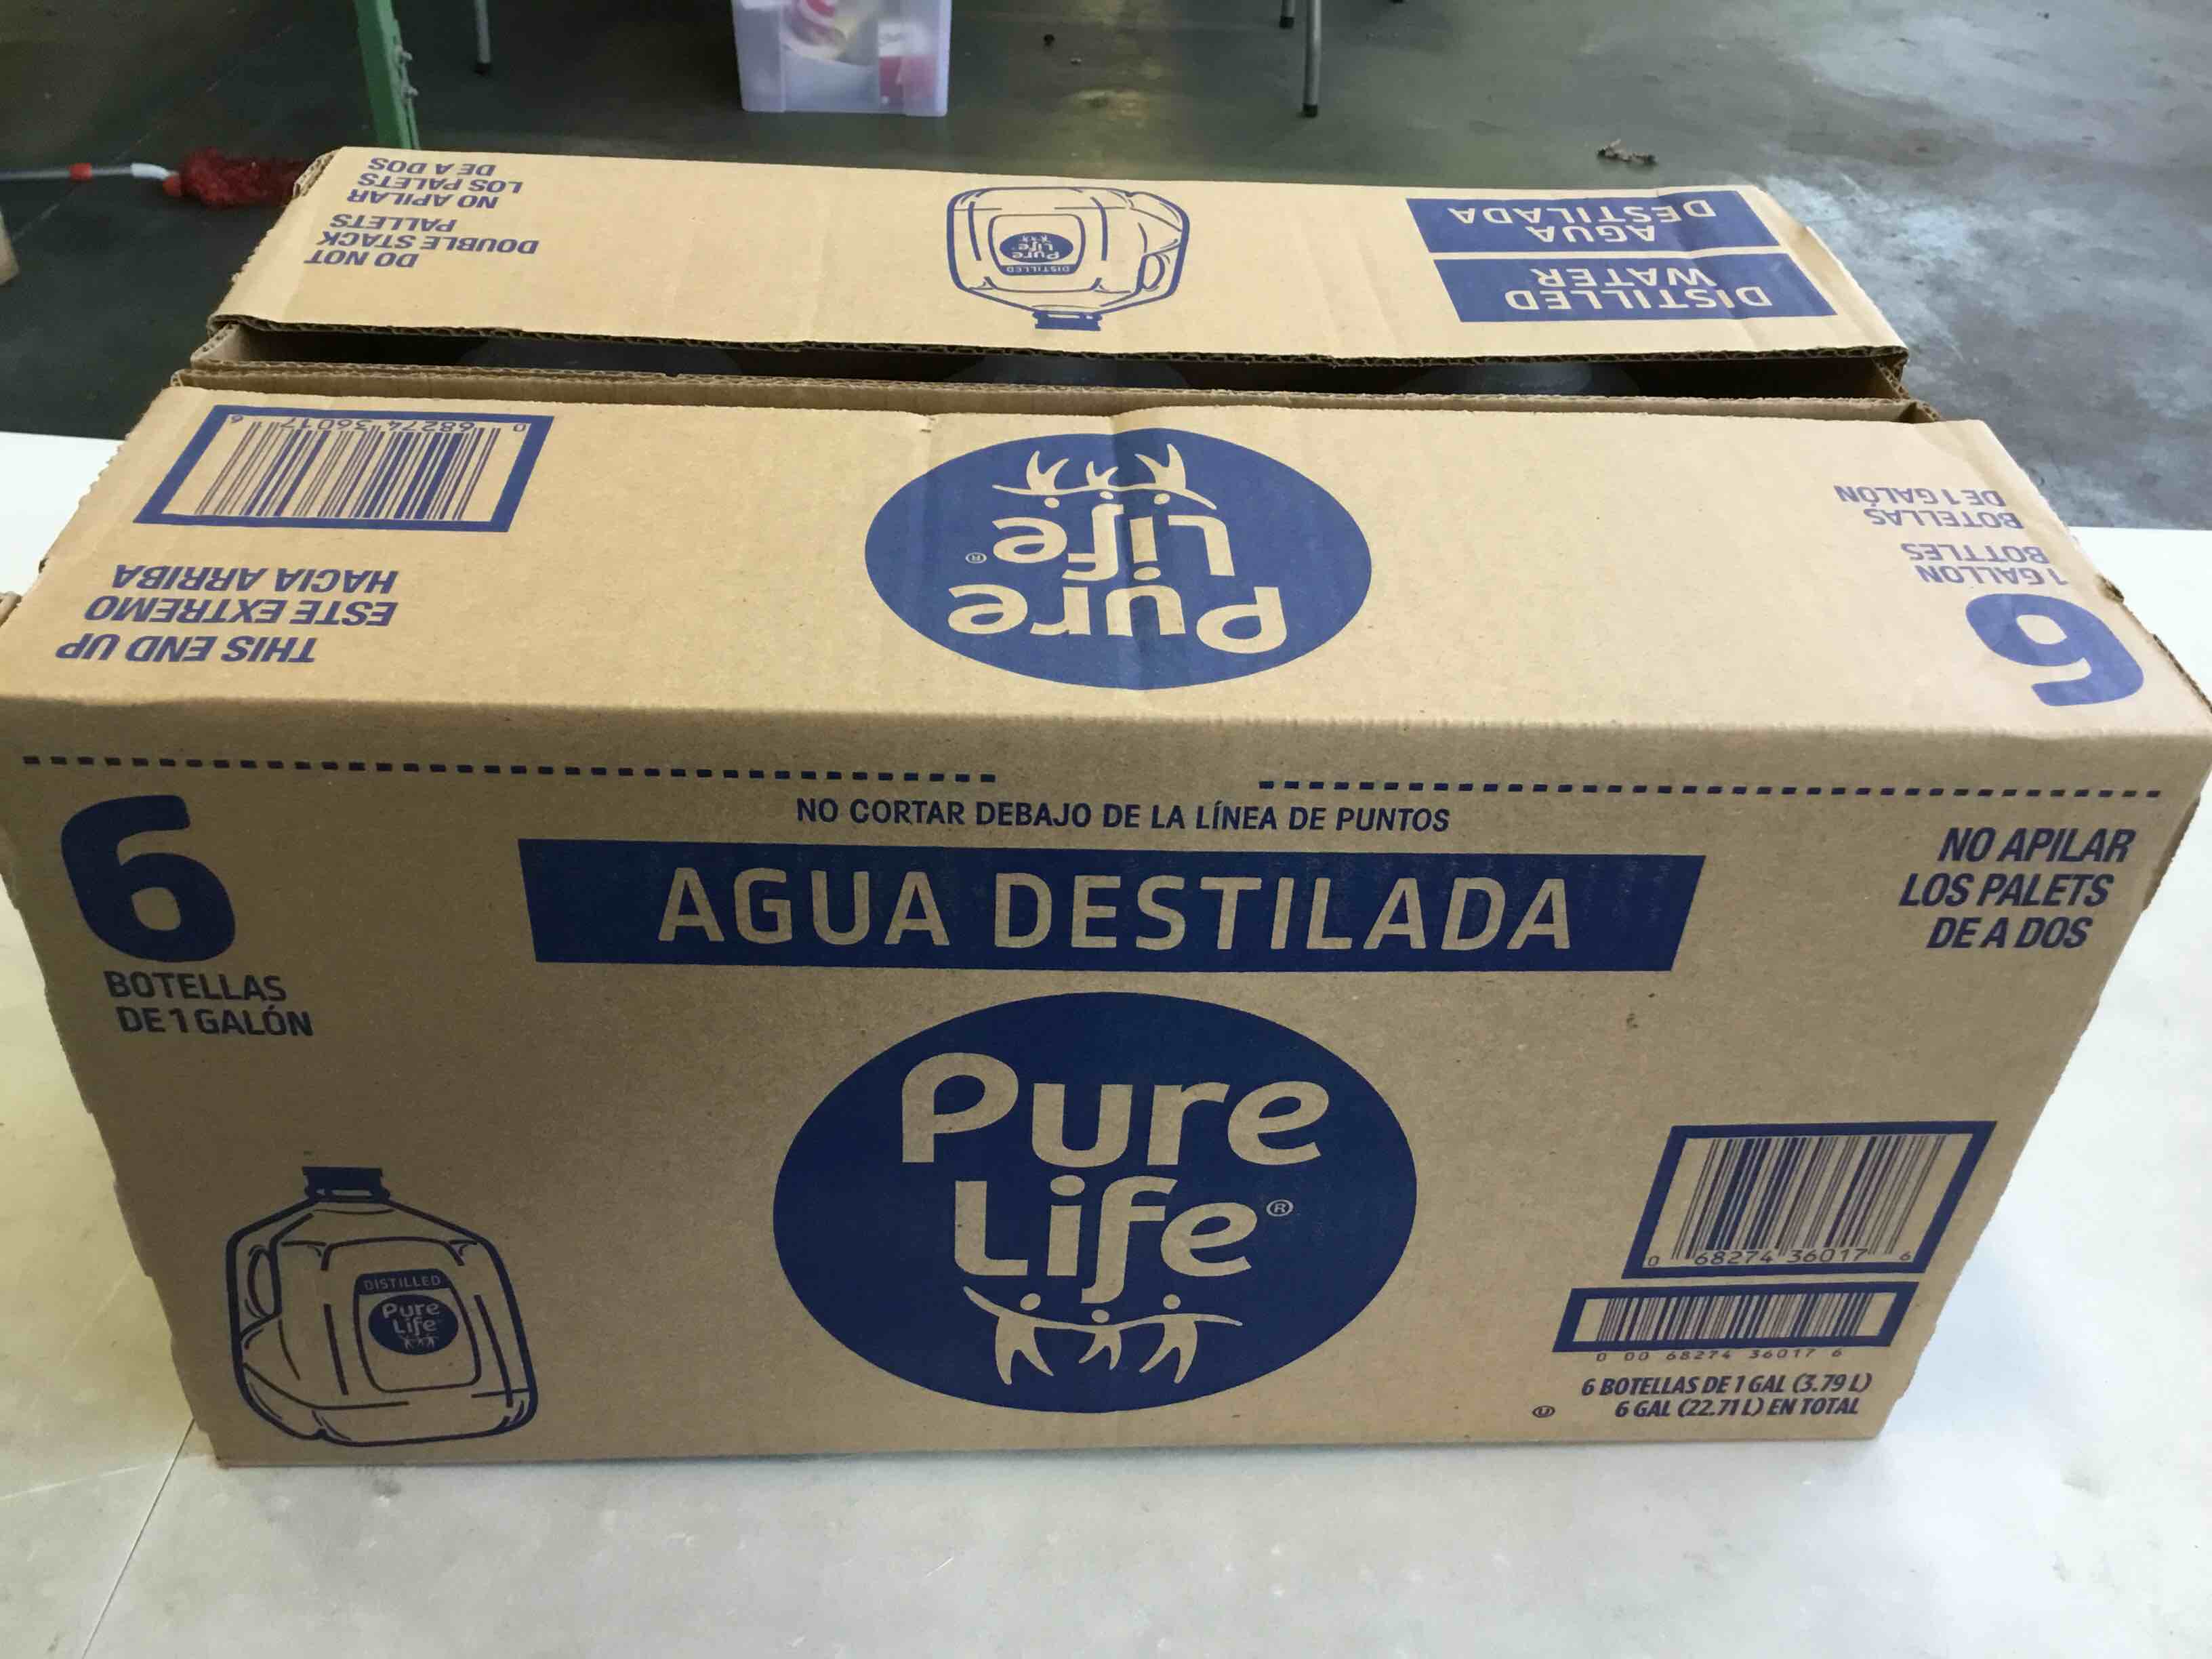 NO APILAR
LOS PALETS
DE A DOS
DO NOT
DOUBLE STACK
PALLETS
DISTILLED
Pure
Life
DISTILLED
WATER
AGUA
DESTILADA
0 68274 36017 6
THIS END UP
ESTE EXTREMO
HACIA ARRIBA
Pure
Life®
6
1 GALLON
BOTTLES
BOTELLAS
DE 1 GALÓN
NO CORTAR DEBAJO DE LA LÍNEA DE PUNTOS
6
BOTELLAS
DE 1 GALÓN
AGUA DESTILADA
NO APILAR
LOS PALETS
DE A DOS
Pure
Life®
DISTILLED
Pure
Life
0 68274 36017 6
0 00 68274 36017 6
6 BOTELLAS DE 1 GAL (3.79 L)
U 6 GAL (22.71 L) EN TOTAL